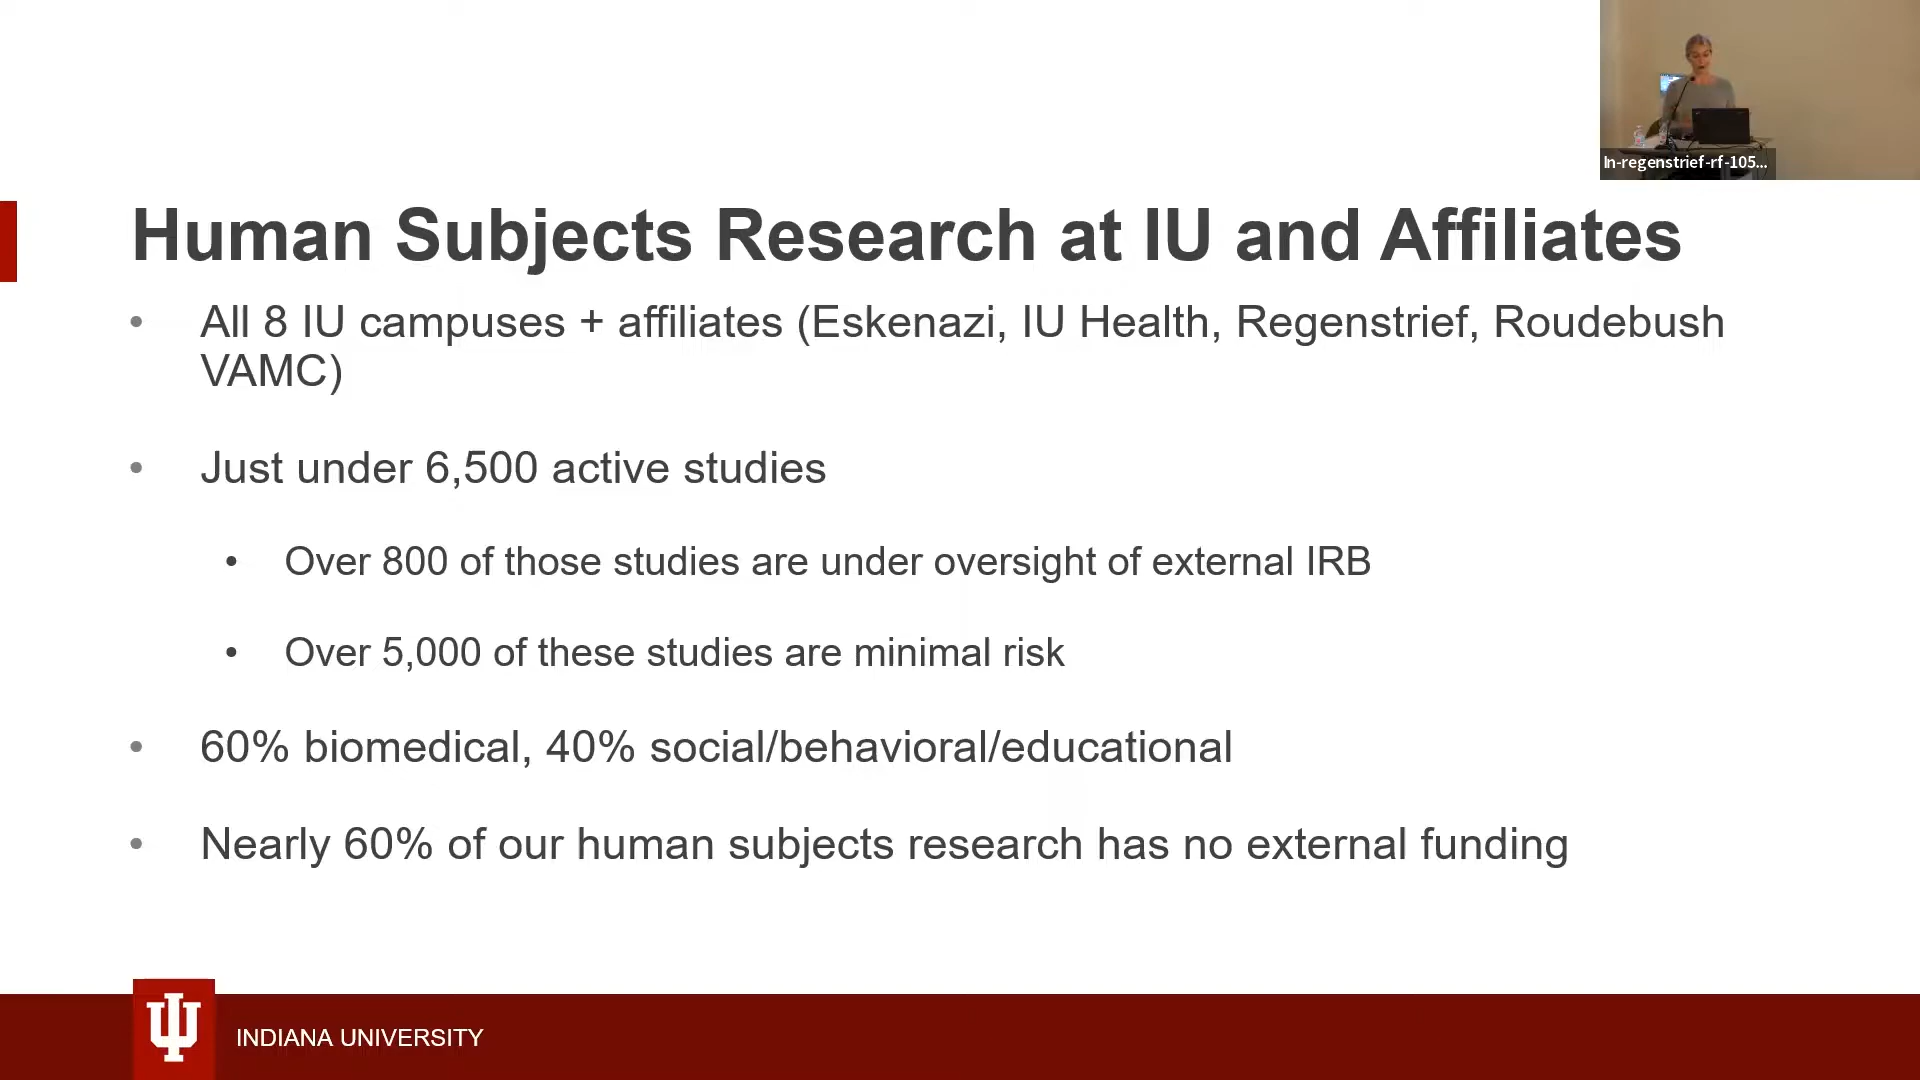 In-regenstrief-rf-105...
Human Subjects Research at IU and Affiliates
• All 8 IU campuses + affiliates (Eskenazi, IU Health, Regenstrief, Roudebush
VAMC)
• Just under 6,500 active studies
• Over 800 of those studies are under oversight of external IRB
• Over 5,000 of these studies are minimal risk
• 60% biomedical, 40% social/behavioral/educational
• Nearly 60% of our human subjects research has no external funding
INDIANA UNIVERSITY